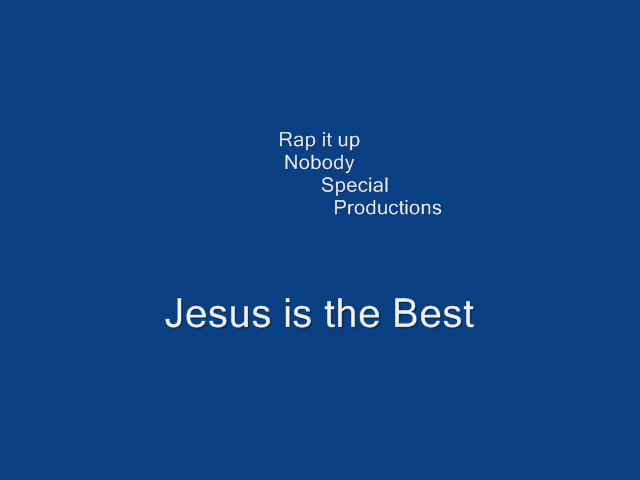 Rap it up
Nobody
Special
Productions
Jesus is the Best